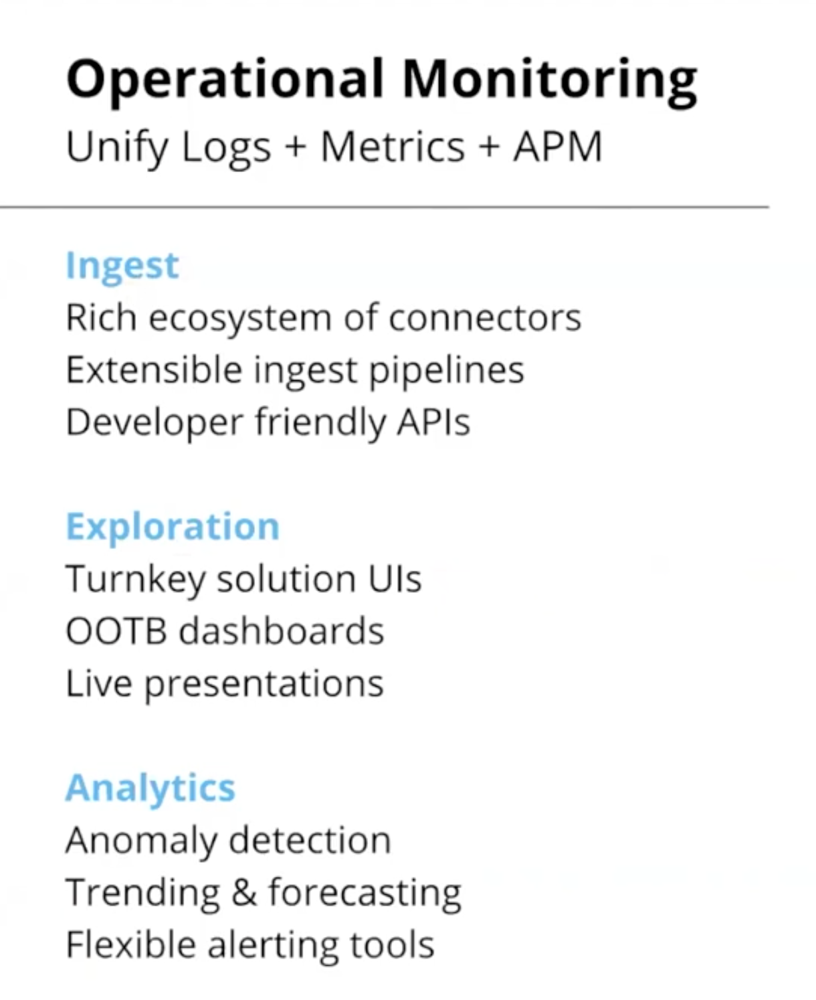 Operational Monitoring
Unify Logs + Metrics + APM
Ingest
Rich ecosystem of connectors
Extensible ingest pipelines
Developer friendly APIs
Exploration
Turnkey solution UIs
OOTB dashboards
Live presentations
Analytics
Anomaly detection
Trending & forecasting
Flexible alerting tools